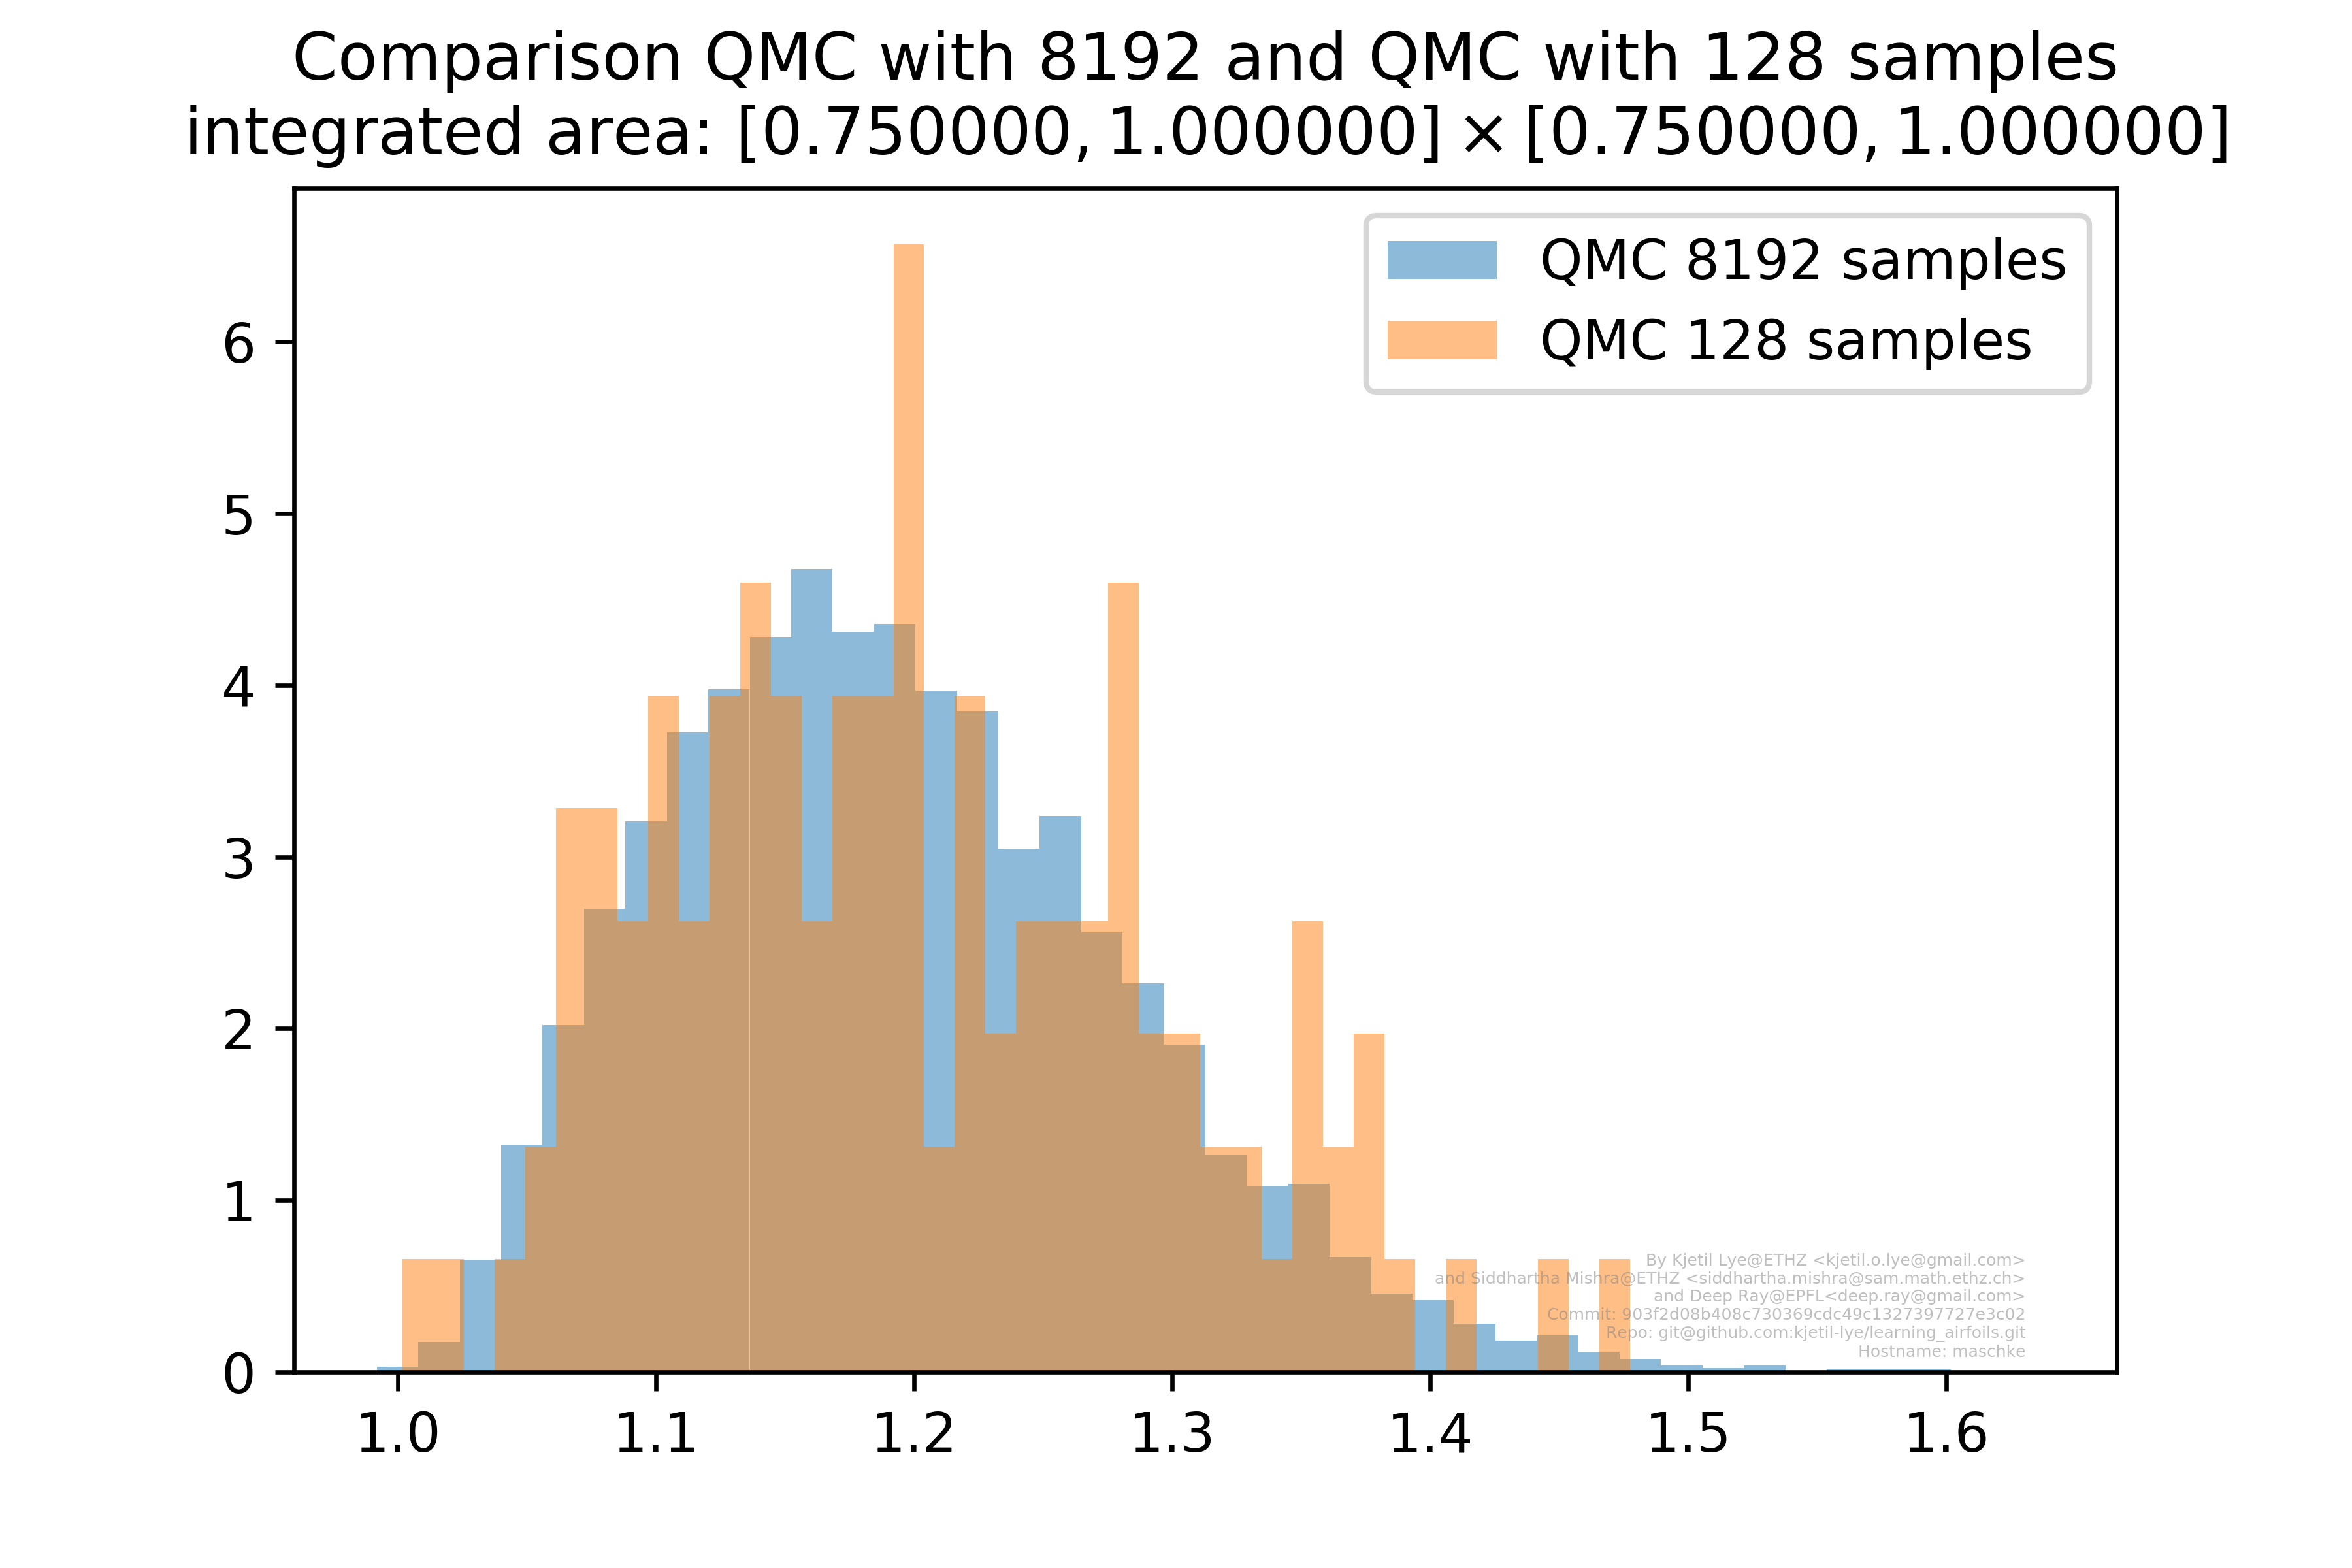 Comparison QMC with 8192 and QMC with 128 samples
integrated area: [0.750000, 1.000000] × [0.750000, 1.000000]
QMC 8192 samples
QMC 128 samples
6
5
4
3
2
1
0
By Kjetil Lye@ETHZ <kjetil.o.lye@gmail.com>
and Siddhartha Mishra@ETHZ <siddhartha.mishra@sam.math.ethz.ch>
and Deep Ray@EPFL<deep.ray@gmail.com>
Commit: 903f2d08b408c730369cdc49c1327397727e3c02
Repo: git@github.com:kjetil-lye/learning_airfoils.git
Hostname: maschke
1.0 1.1 1.2 1.3 1.4 1.5 1.6